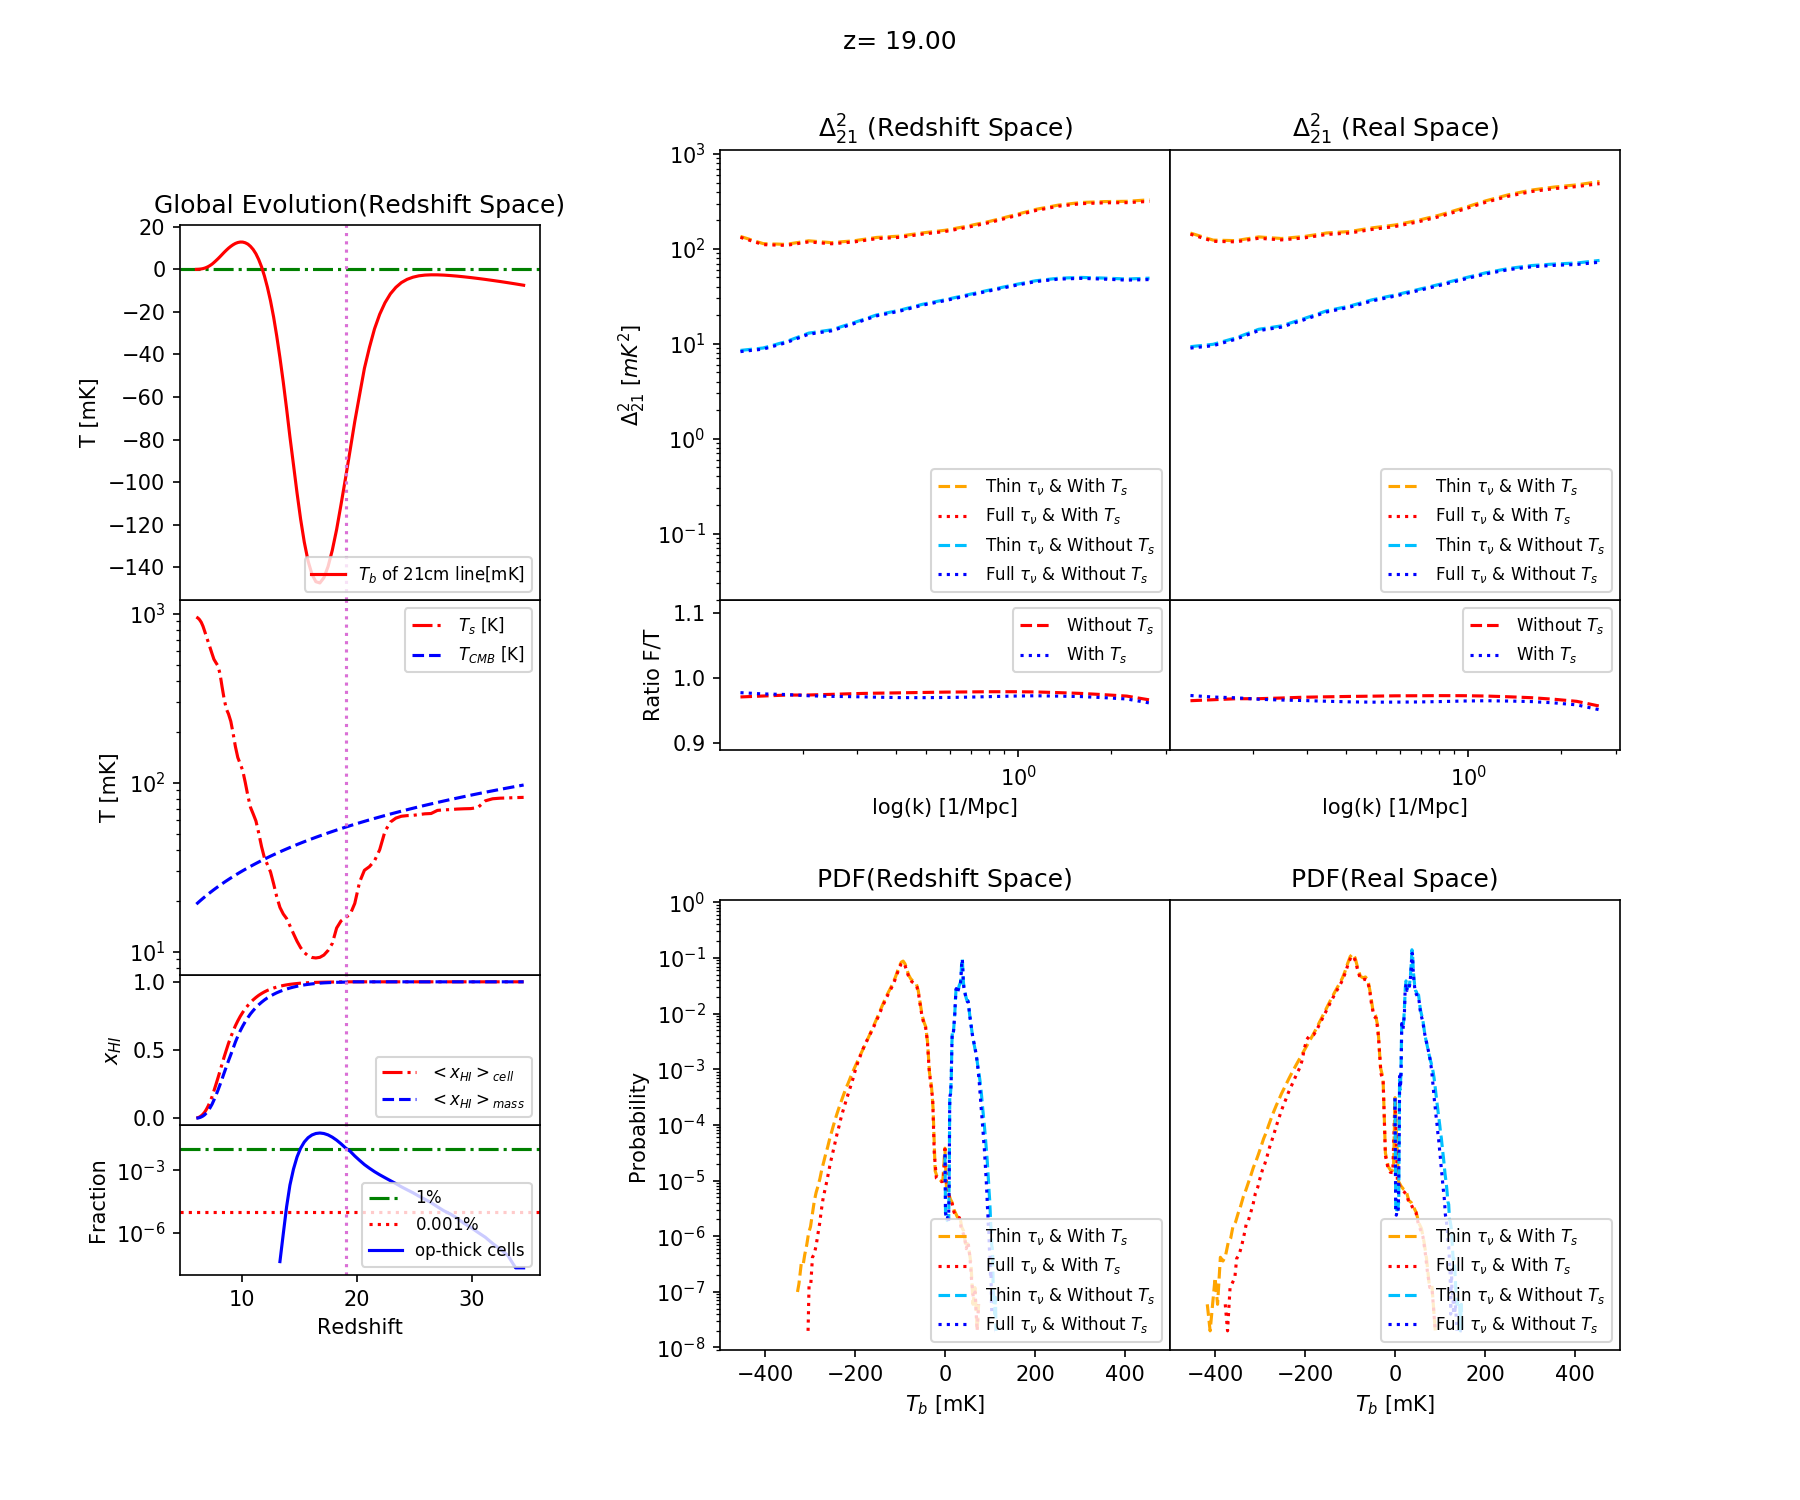 z= 19.00
Global Evolution(Redshift Space)
T [mK]
20
0
−20
−40
−60
−80
−100
−120
−140
T_b of 21cm line[mK]
T [mK]
10^3
10^2
10^1
T_s [K]
T_CMB [K]
x_HI
1.0
0.5
0.0
< x_HI >_cell
< x_HI >_mass
Fraction
10^−3
10^−6
1%
0.001%
op-thick cells
10 20 30
Redshift
Δ^2_21 (Redshift Space)
Δ^2_21 (Real Space)
Δ^2_21 [mK^2]
10^3
10^2
10^1
10^0
10^−1
Thin τ_ν & With T_s
Full τ_ν & With T_s
Thin τ_ν & Without T_s
Full τ_ν & Without T_s
Thin τ_ν & With T_s
Full τ_ν & With T_s
Thin τ_ν & Without T_s
Full τ_ν & Without T_s
Ratio F/T
1.1
1.0
0.9
Without T_s
With T_s
Without T_s
With T_s
10^0
10^0
log(k) [1/Mpc]
log(k) [1/Mpc]
PDF(Redshift Space)
PDF(Real Space)
Probability
10^0
10^−1
10^−2
10^−3
10^−4
10^−5
10^−6
10^−7
10^−8
Thin τ_ν & With T_s
Full τ_ν & With T_s
Thin τ_ν & Without T_s
Full τ_ν & Without T_s
Thin τ_ν & With T_s
Full τ_ν & With T_s
Thin τ_ν & Without T_s
Full τ_ν & Without T_s
−400 −200 0 200 400
−400 −200 0 200 400
T_b [mK]
T_b [mK]